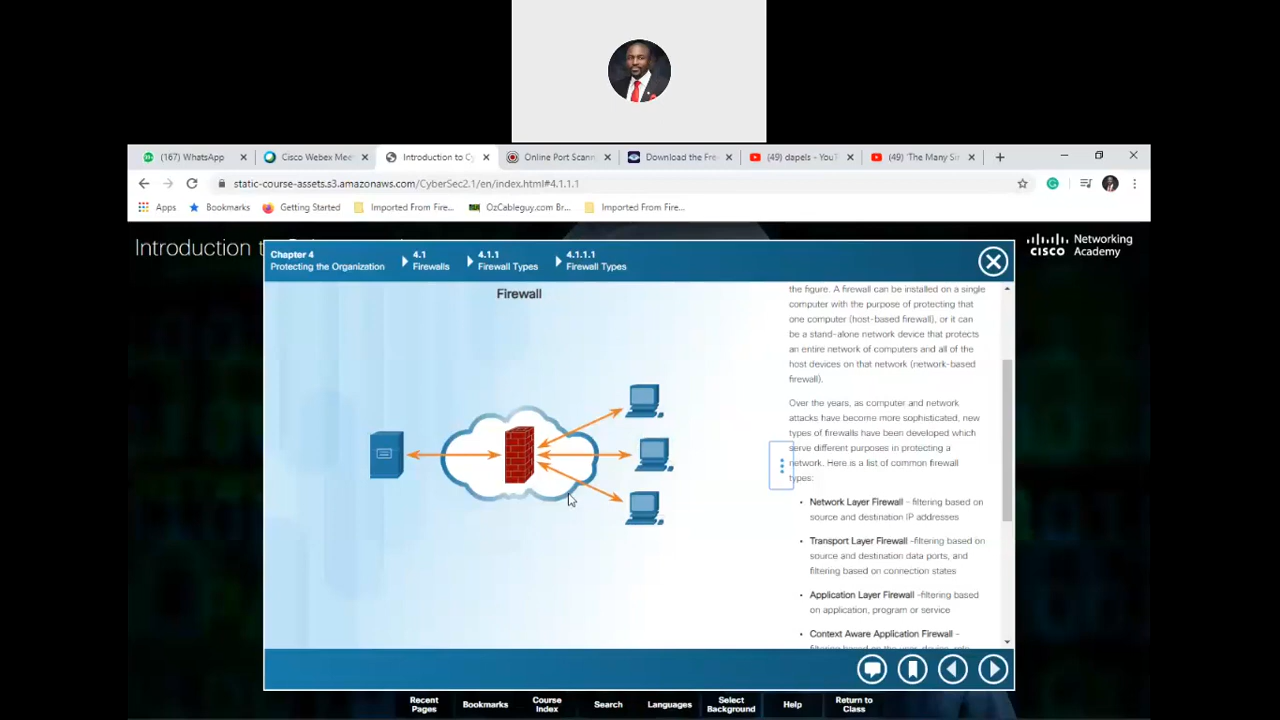 (167) WhatsApp
Cisco Webex Mee
Introduction to Cy
Online Port Scann
Download the Fre
(49) dapels - YouT
(49) 'The Many Sir
static-course-assets.s3.amazonaws.com/CyberSec2.1/en/index.html#4.1.1.1
Apps
Bookmarks
Getting Started
Imported From Fire...
OzCableguy.com Br...
Imported From Fire...
Introduction t
CISCO
Networking
Academy
Chapter 4
Protecting the Organization
4.1
Firewalls
4.1.1
Firewall Types
4.1.1.1
Firewall Types
Firewall
the figure. A firewall can be installed on a single
computer with the purpose of protecting that
one computer (host-based firewall), or it can
be a stand-alone network device that protects
an entire network of computers and all of the
host devices on that network (network-based
firewall).
Over the years, as computer and network
attacks have become more sophisticated, new
types of firewalls have been developed which
serve different purposes in protecting a
network. Here is a list of common firewall
types:
• Network Layer Firewall – filtering based on
source and destination IP addresses
• Transport Layer Firewall –filtering based on
source and destination data ports, and
filtering based on connection states
• Application Layer Firewall –filtering based
on application, program or service
• Context Aware Application Firewall –
filtering based on the user, device, role,
Recent
Pages
Bookmarks
Course
Index
Search
Languages
Select
Background
Help
Return to
Class